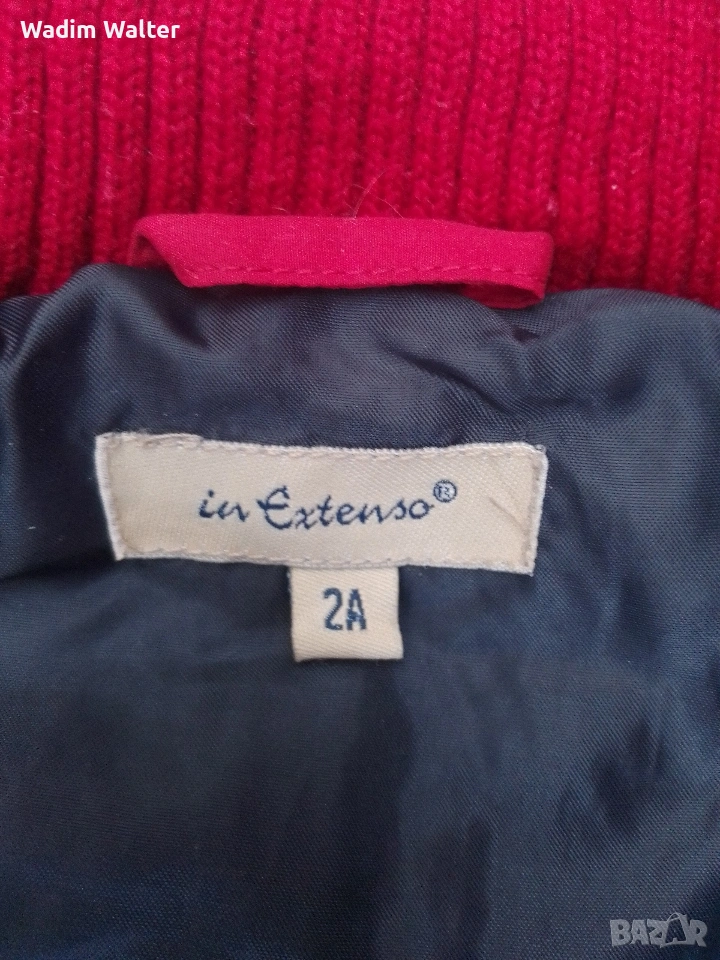 Wadim Walter
in Extenso®
2A
BAZAR